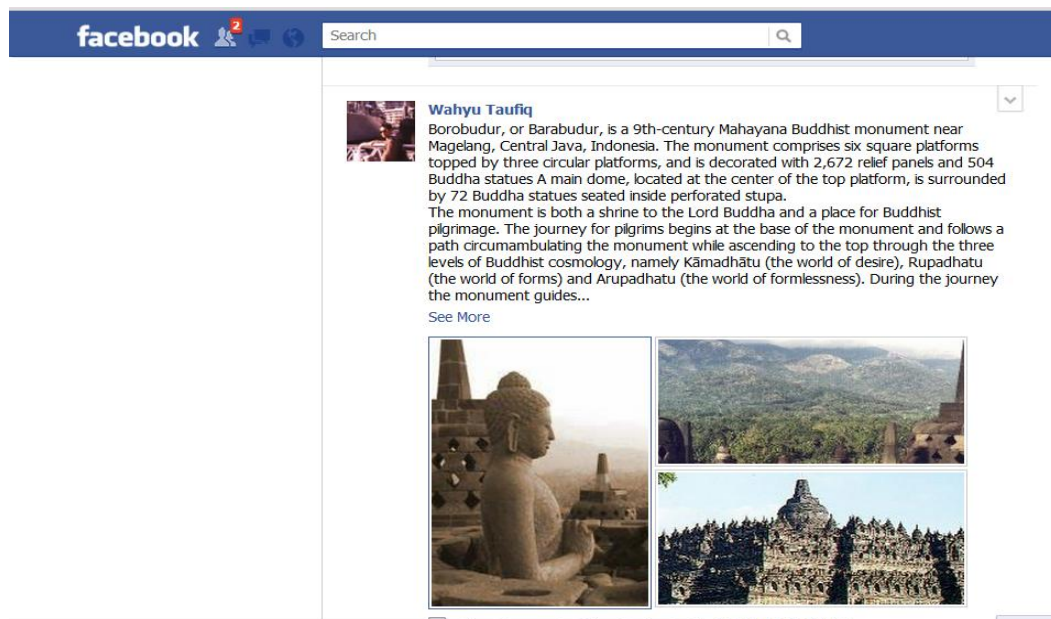 facebook
2
Search
Wahyu Taufiq
Borobudur, or Barabudur, is a 9th-century Mahayana Buddhist monument near
Magelang, Central Java, Indonesia. The monument comprises six square platforms
topped by three circular platforms, and is decorated with 2,672 relief panels and 504
Buddha statues A main dome, located at the center of the top platform, is surrounded
by 72 Buddha statues seated inside perforated stupa.
The monument is both a shrine to the Lord Buddha and a place for Buddhist
pilgrimage. The journey for pilgrims begins at the base of the monument and follows a
path circumambulating the monument while ascending to the top through the three
levels of Buddhist cosmology, namely Kāmadhātu (the world of desire), Rupadhatu
(the world of forms) and Arupadhatu (the world of formlessness). During the journey
the monument guides...
See More